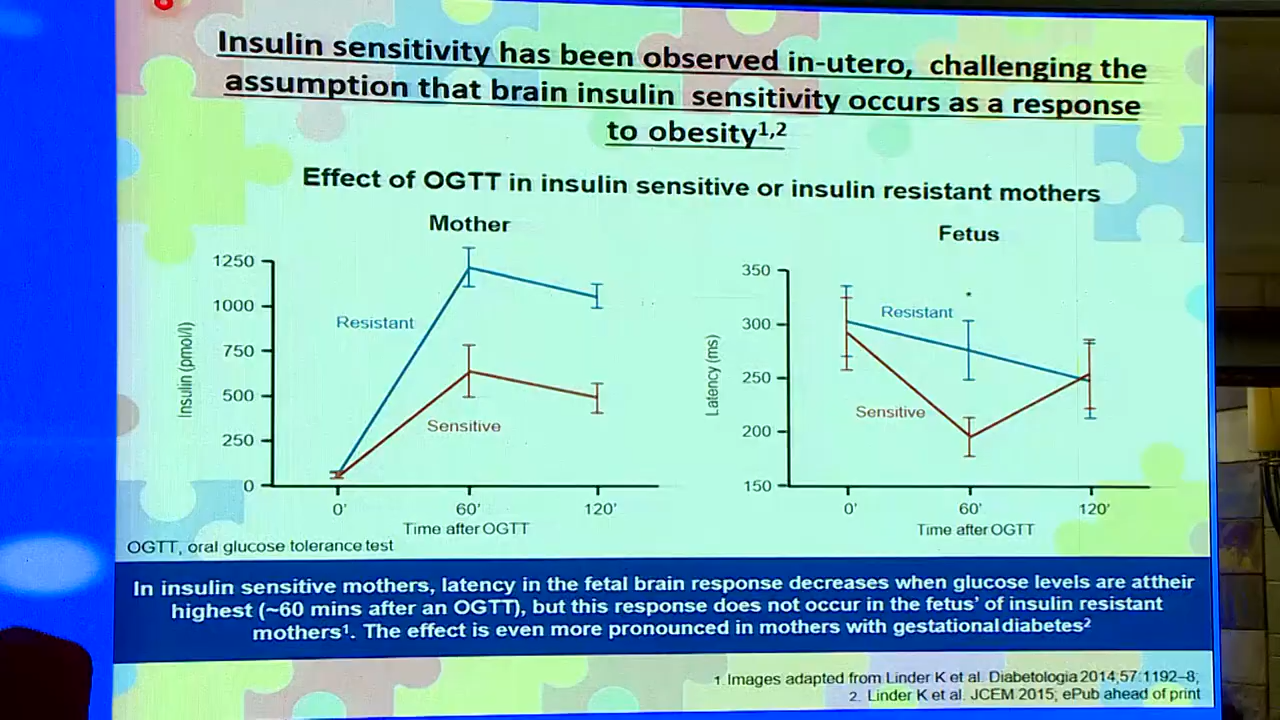 Insulin sensitivity has been observed in-utero, challenging the
assumption that brain insulin sensitivity occurs as a response
to obesity1,2
Effect of OGTT in insulin sensitive or insulin resistant mothers
Mother
Insulin (pmol/l)
1250
1000
750
500
250
0
Resistant
Sensitive
0' 60' 120'
Time after OGTT
Fetus
Latency (ms)
350
300
250
200
150
*
Resistant
Sensitive
0' 60' 120'
Time after OGTT
OGTT, oral glucose tolerance test
In insulin sensitive mothers, latency in the fetal brain response decreases when glucose levels are attheir
highest (~60 mins after an OGTT), but this response does not occur in the fetus' of insulin resistant
mothers1. The effect is even more pronounced in mothers with gestational diabetes2
1. Images adapted from Linder K et al. Diabetologia 2014;57:1192–8;
2. Linder K et al. JCEM 2015; ePub ahead of print